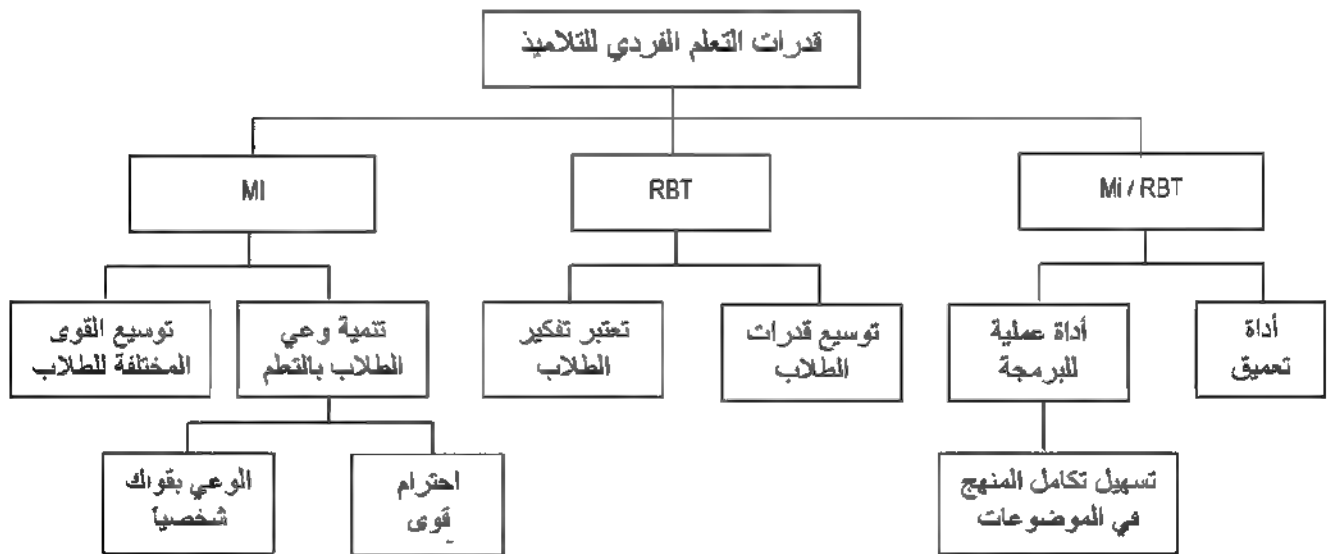 قدرات التعلم الفردي للتلاميذ
MI
RBT
Mi / RBT
توسيع القوى
المختلفة للطلاب
تنمية وعي
الطلاب بالتعلم
تعتبر تفكير
الطلاب
توسيع قدرات
الطلاب
أداة عملية
للبرمجة
أداة
تعميق
الوعي بقواك
شخصياً
احترام
قوى
تسهيل تكامل المنهج
في الموضوعات